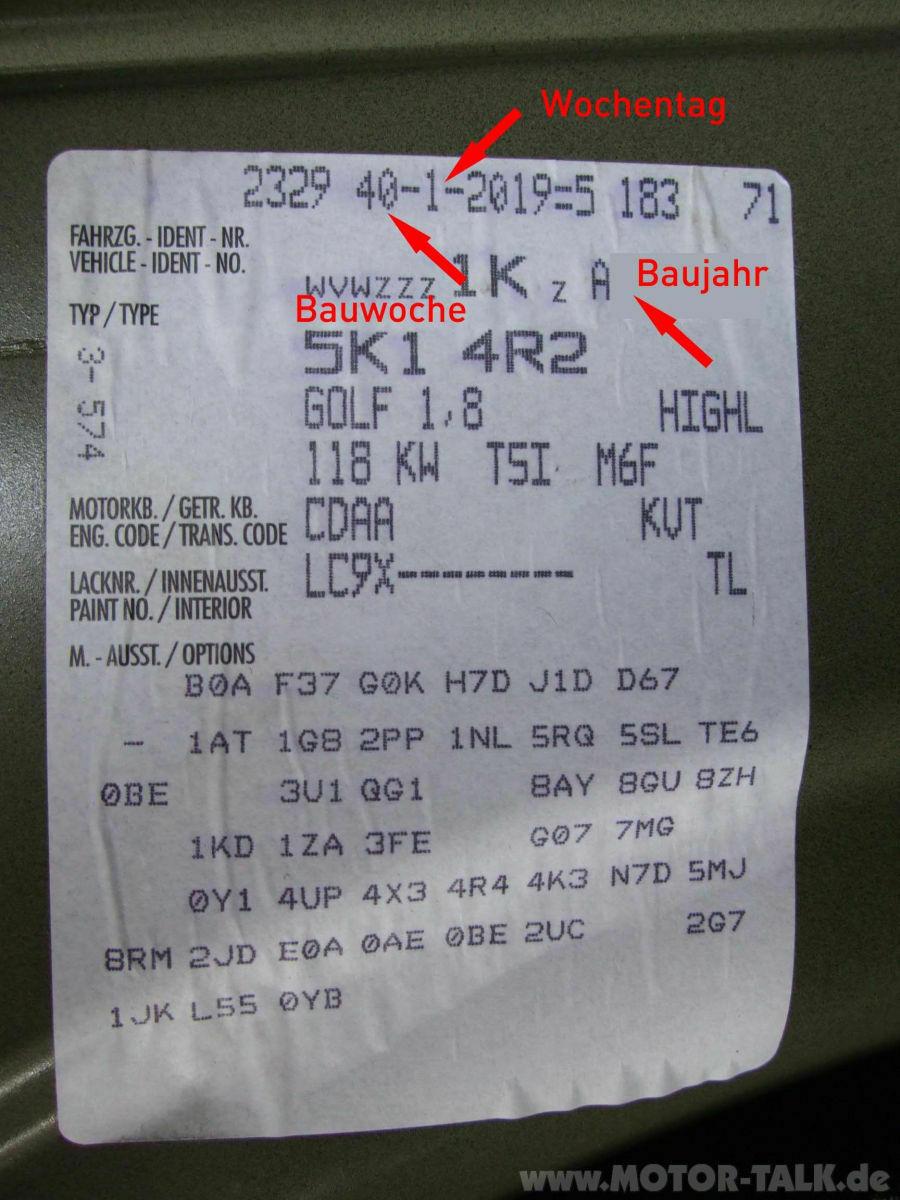 Wochentag
2329 40-1-2019=5 183 71
FAHRZG. - IDENT - NR.
VEHICLE - IDENT - NO.
WVWZZZ 1K Z A Baujahr
Bauwoche
TYP / TYPE
5K1 4R2
3- 574
GOLF 1,8 HIGHL
118 KW TSI M6F
MOTORKB. / GETR. KB.
ENG. CODE / TRANS. CODE
CDAA KVT
LACKNR. / INNENAUSST.
PAINT NO. / INTERIOR
LC9X-------- TL
M. - AUSST. / OPTIONS
B0A F37 G0K H7D J1D D67
- 1AT 1G8 2PP 1NL 5RQ 5SL TE6
0BE 3U1 QG1 8AY 8GU 8ZH
1KD 1ZA 3FE G07 7MG
0Y1 4UP 4X3 4R4 4K3 N7D 5MJ
8RM 2JD E0A 0AE 0BE 2UC 2G7
1JK L55 0YB
www.MOTOR-TALK.de